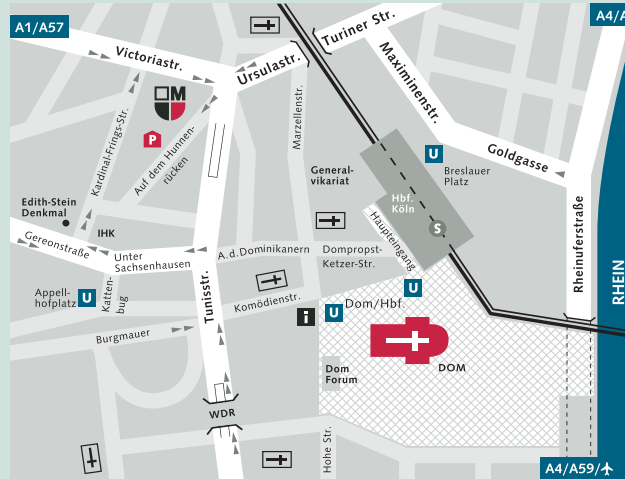 A1/A57
Turiner Str.
A4/A
Victoriastr.
Ursulastr.
Maximinenstr.
M
P
Kardinal-Frings-Str.
Auf dem Hunnen-
rücken
Marzellenstr.
General-
vikariat
U
Breslauer
Platz
Goldgasse
Hbf.
Köln
S
Haupteingang
Rheinuferstraße
RHEIN
Edith-Stein
Denkmal
IHK
Gereonstraße
Unter
Sachsenhausen
A.d.Dominikanern
Dompropst-
Ketzer-Str.
Appell-
hofplatz
U
Katten-
bug
Tunisstr.
Komödienstr.
i
U
Dom/Hbf.
U
Burgmauer
DOM
Dom
Forum
WDR
Hohe Str.
A4/A59/